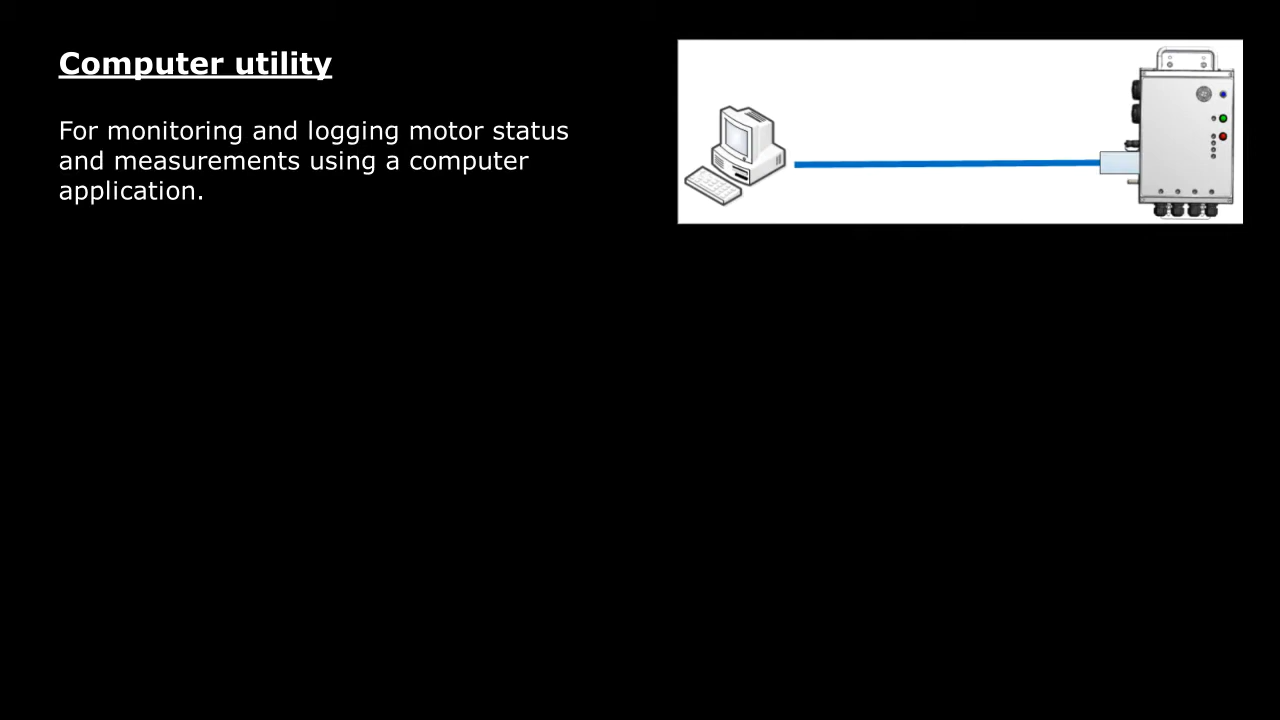 Computer utility
For monitoring and logging motor status
and measurements using a computer
application.